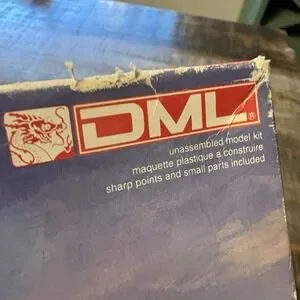 DML®
unassembled model kit
maquette plastique a construire
sharp points and small parts included